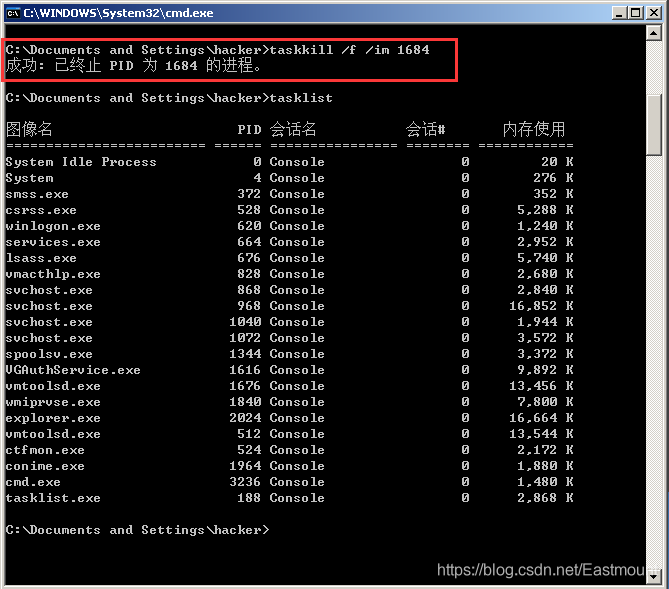 C:\WINDOWS\System32\cmd.exe
C:\Documents and Settings\hacker>taskkill /f /im 1684
成功: 已终止 PID 为 1684 的进程。
C:\Documents and Settings\hacker>tasklist
图像名 PID 会话名 会话# 内存使用
========================= ====== ================ ======== ============
System Idle Process 0 Console 0 20 K
System 4 Console 0 276 K
smss.exe 372 Console 0 352 K
csrss.exe 528 Console 0 5,288 K
winlogon.exe 620 Console 0 1,240 K
services.exe 664 Console 0 2,952 K
lsass.exe 676 Console 0 5,740 K
vmacthlp.exe 828 Console 0 2,680 K
svchost.exe 868 Console 0 2,840 K
svchost.exe 968 Console 0 16,852 K
svchost.exe 1040 Console 0 1,944 K
svchost.exe 1072 Console 0 3,572 K
spoolsv.exe 1344 Console 0 3,372 K
VGAuthService.exe 1616 Console 0 9,892 K
vmtoolsd.exe 1676 Console 0 13,456 K
wmiprvse.exe 1840 Console 0 7,800 K
explorer.exe 2024 Console 0 16,664 K
vmtoolsd.exe 512 Console 0 13,544 K
ctfmon.exe 524 Console 0 2,172 K
conime.exe 1964 Console 0 1,880 K
cmd.exe 3236 Console 0 1,480 K
tasklist.exe 188 Console 0 2,868 K
C:\Documents and Settings\hacker>